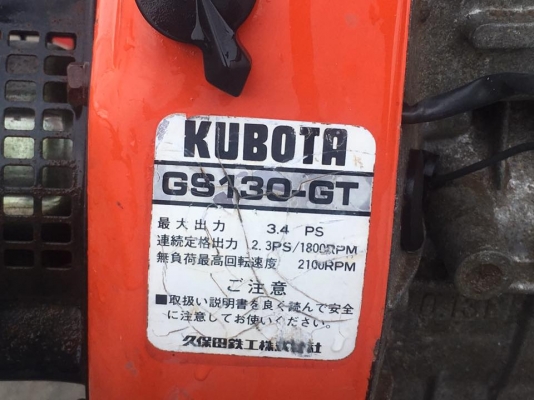 KUBOTA
GS130-GT
最大出力 3.4 PS
連続定格出力 2.3PS/1800RPM
無負荷最高回転速度 2100RPM
ご注意
■取扱い説明書を良く読んで安全
に注意してお使いください。
久保田鉄工株式会社